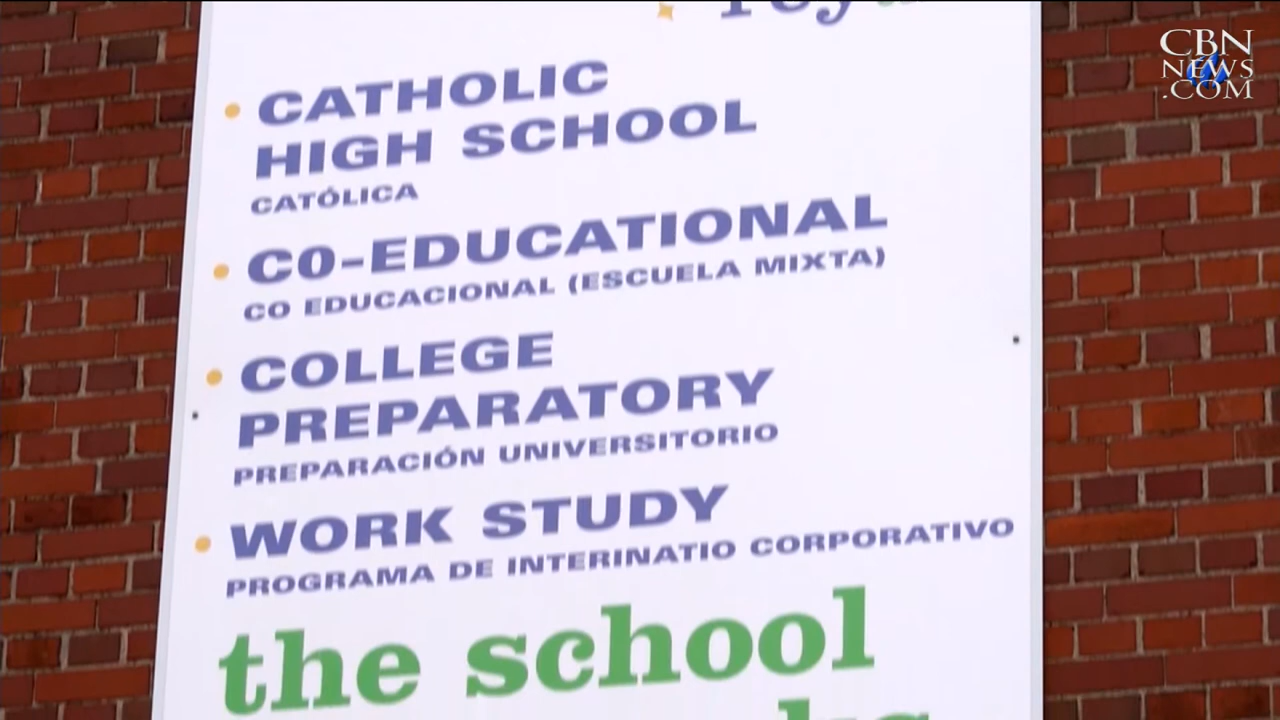 CBN
NEWS
.COM
CATHOLIC
HIGH SCHOOL
CATÓLICA
CO-EDUCATIONAL
CO EDUCACIONAL (ESCUELA MIXTA)
COLLEGE
PREPARATORY
PREPARACIÓN UNIVERSITORIO
WORK STUDY
PROGRAMA DE INTERINATIO CORPORATIVO
the school